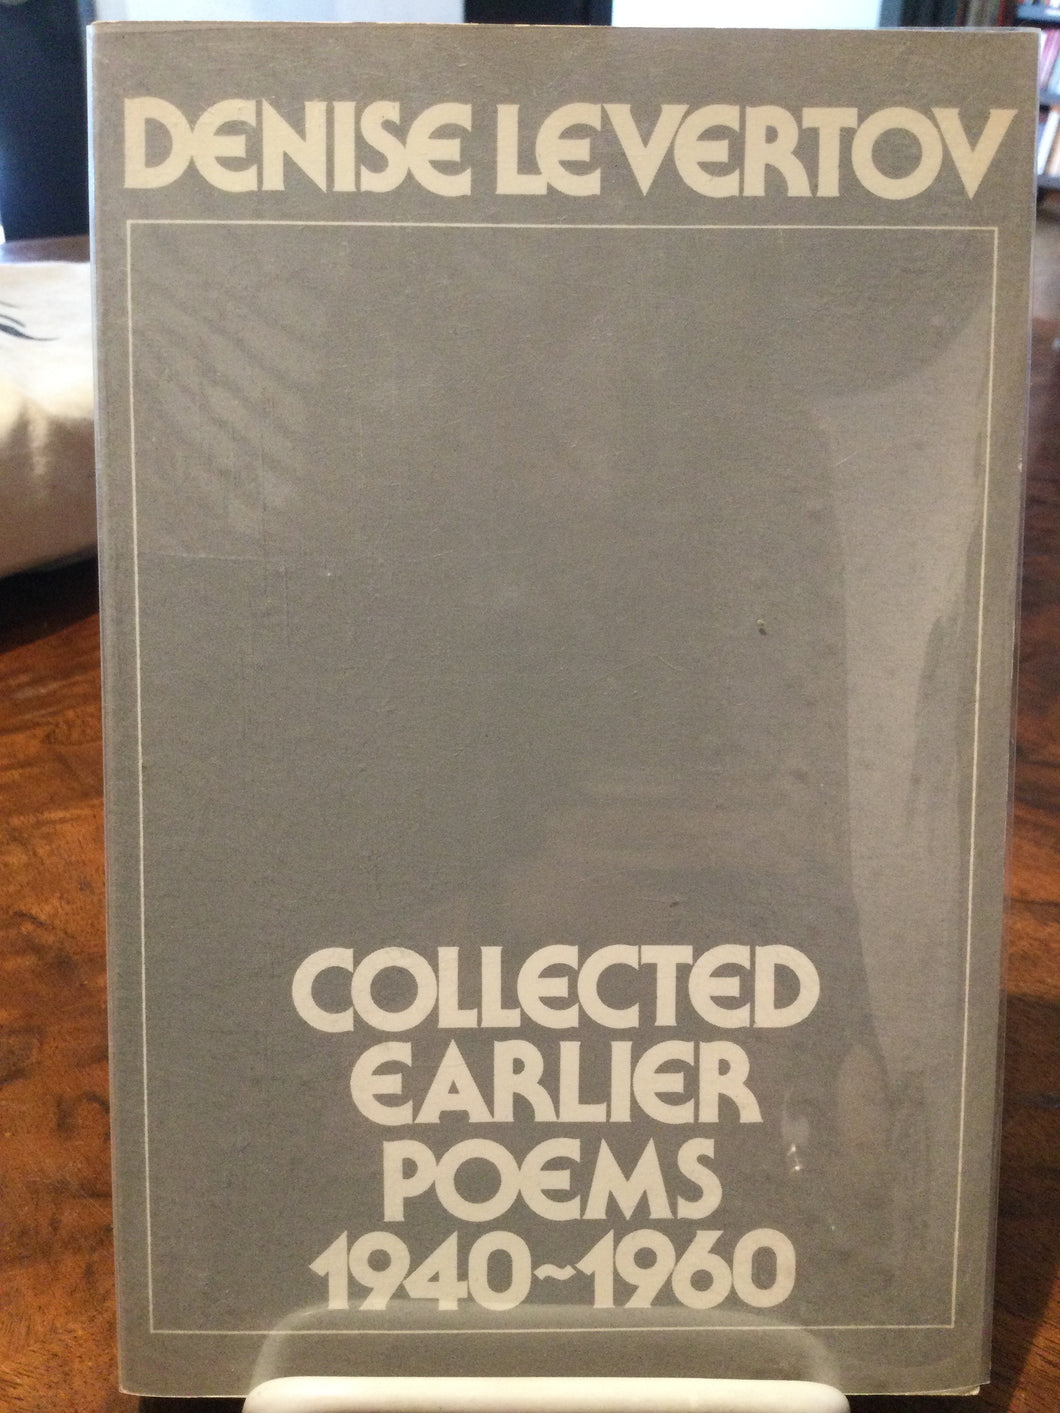 DENISE LEVERTOV
COLLECTED
EARLIER
POEMS
1940~1960